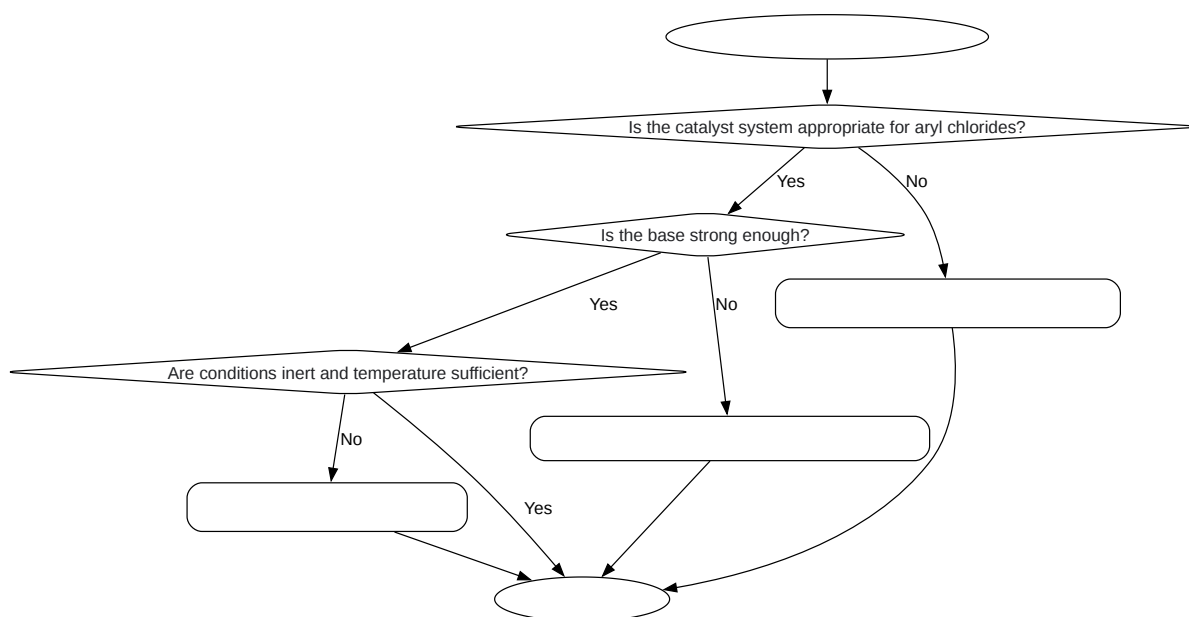 Is the catalyst system appropriate for aryl chlorides?
Yes
No
Is the base strong enough?
Yes
No
Are conditions inert and temperature sufficient?
No
Yes